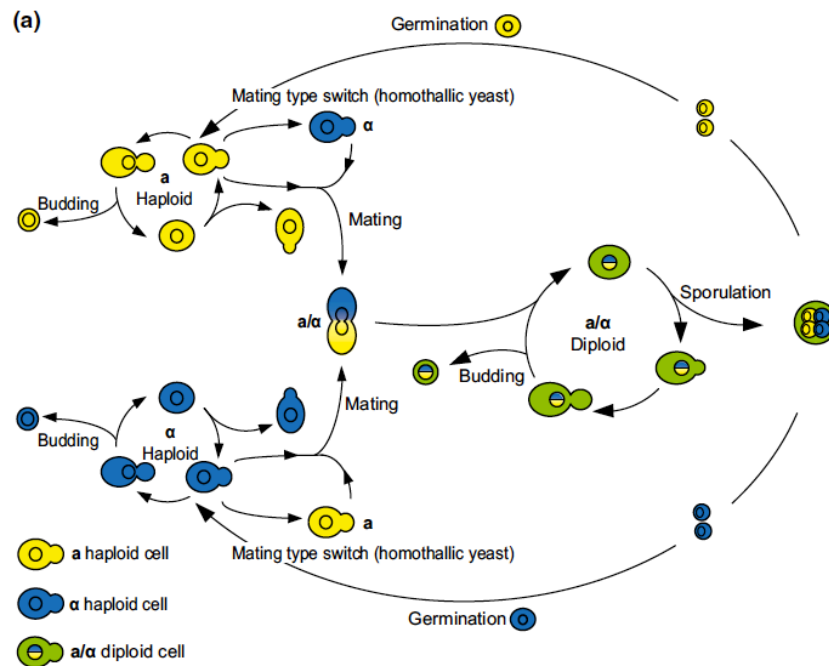 (a)
Germination
Mating type switch (homothallic yeast)
α
a
Haploid
Budding
Mating
a/α
Sporulation
a/α
Diploid
Budding
Mating
α
Haploid
Budding
a
Mating type switch (homothallic yeast)
Germination
a haploid cell
α haploid cell
a/α diploid cell